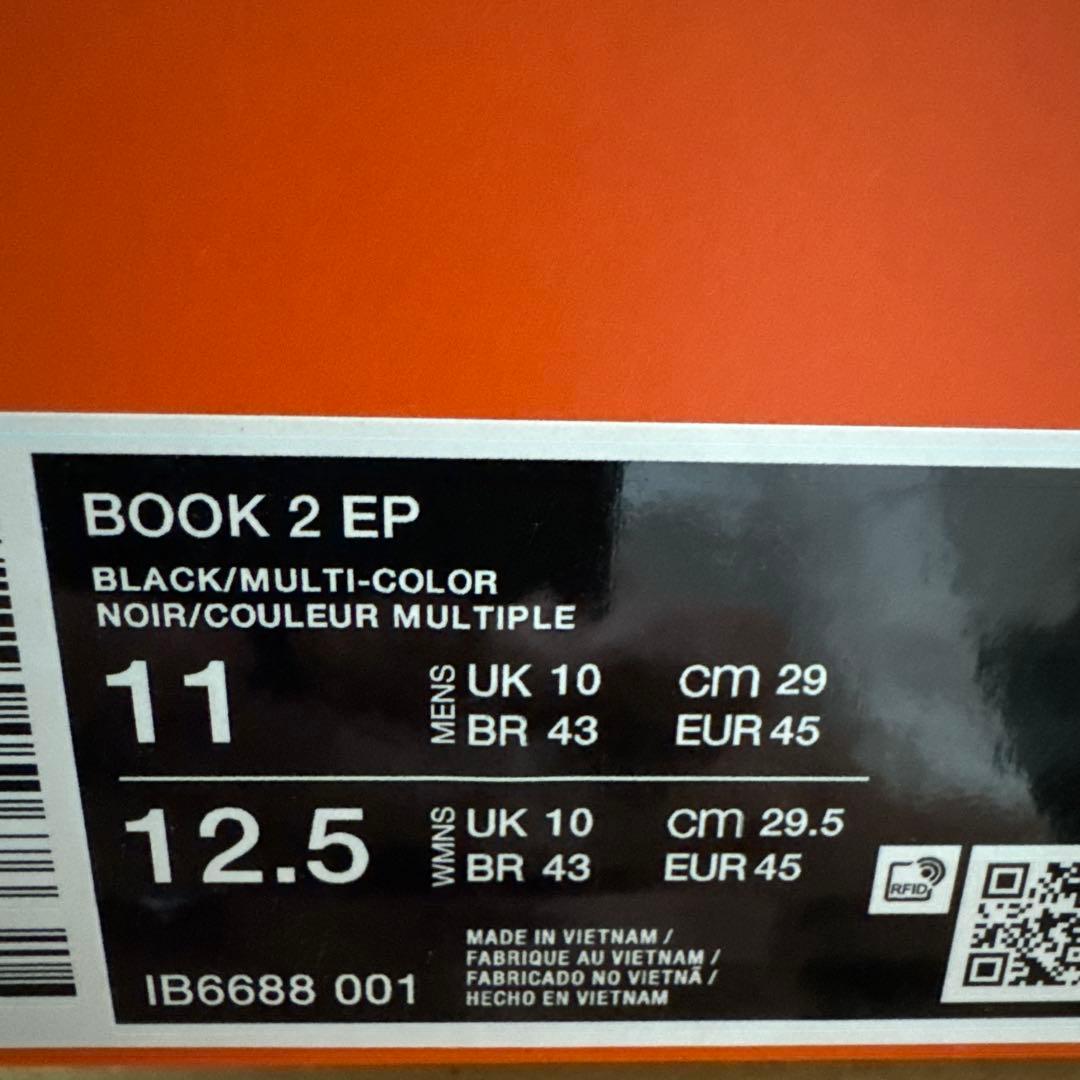 BOOK 2 EP
BLACK/MULTI-COLOR
NOIR/COULEUR MULTIPLE
11
MENS
UK 10 CM 29
BR 43 EUR 45
12.5
WMNS
UK 10 CM 29.5
BR 43 EUR 45
RFID
IB6688 001
MADE IN VIETNAM /
FABRIQUE AU VIETNAM /
FABRICADO NO VIETNÃ /
HECHO EN VIETNAM